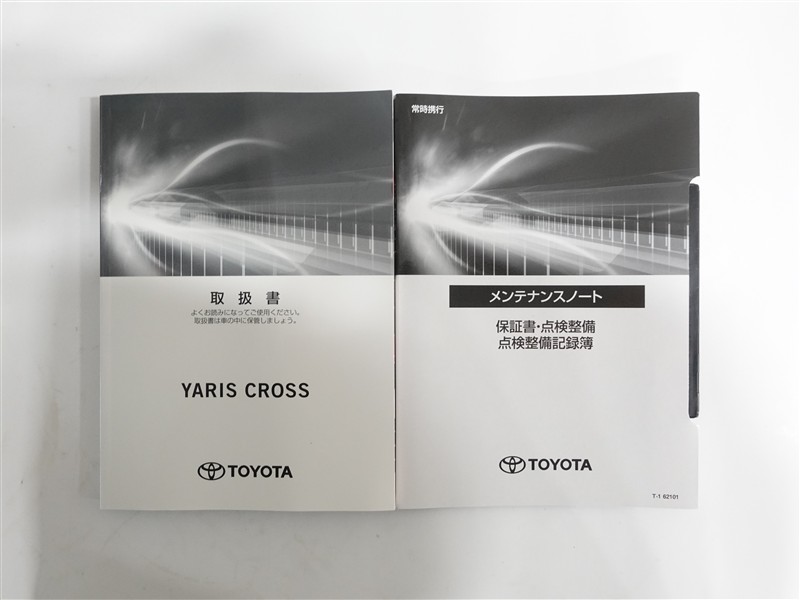 取扱書
よくお読みになってご使用ください。
取扱書は車の中に保管しましょう。
YARIS CROSS
TOYOTA
常時携行
メンテナンスノート
保証書・点検整備
点検整備記録簿
TOYOTA
T-1 62101